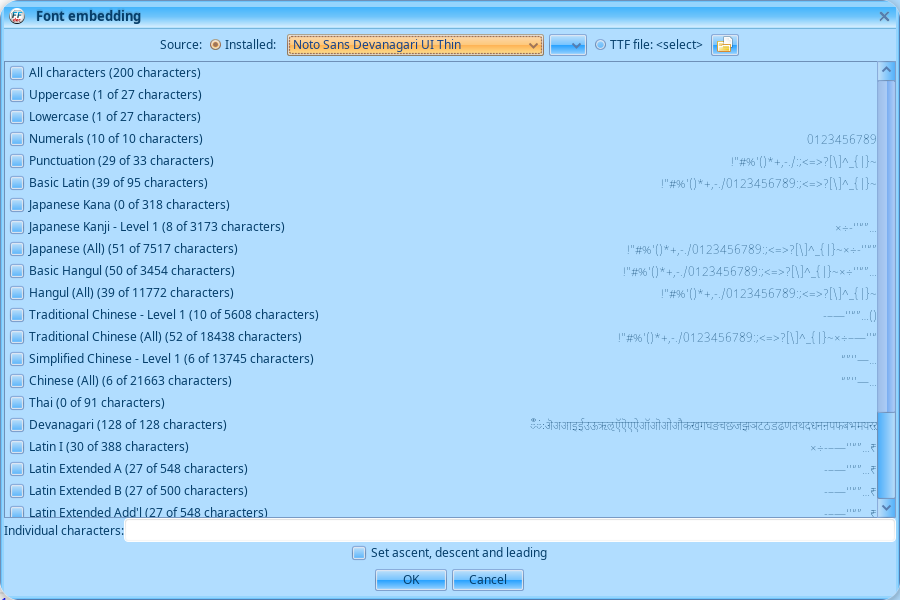 Font embedding
Source: Installed: Noto Sans Devanagari UI Thin TTF file: <select>
All characters (200 characters)
Uppercase (1 of 27 characters)
Lowercase (1 of 27 characters)
Numerals (10 of 10 characters) 0123456789
Punctuation (29 of 33 characters) !"#%'()*+,-./:;<=>?[\]^_{|}~
Basic Latin (39 of 95 characters) !"#%'()*+,-./0123456789:;<=>?[\]^_{|}~
Japanese Kana (0 of 318 characters)
Japanese Kanji - Level 1 (8 of 3173 characters) ×÷-‘’“”…
Japanese (All) (51 of 7517 characters) !"#%'()*+,-./0123456789:;<=>?[\]^_{|}~×÷-‘’“”
Basic Hangul (50 of 3454 characters) !"#%'()*+,-./0123456789:;<=>?[\]^_{|}~×÷‘’“”…
Hangul (All) (39 of 11772 characters) !"#%'()*+,-./0123456789:;<=>?[\]^_{|}~
Traditional Chinese - Level 1 (10 of 5608 characters) -–—‘’“”…()
Traditional Chinese (All) (52 of 18438 characters) !"#%'()*+,-./0123456789:;<=>?[\]^_{|}~×÷-–—‘’“”
Simplified Chinese - Level 1 (6 of 13745 characters) “”‘’—…
Chinese (All) (6 of 21663 characters) “”‘’—…
Thai (0 of 91 characters)
Devanagari (128 of 128 characters)
Latin I (30 of 388 characters) ×÷-–—‘’“”…₹
Latin Extended A (27 of 548 characters) -–—‘’“”…₹
Latin Extended B (27 of 500 characters) -–—‘’“”…₹
Latin Extended Add'l (27 of 548 characters) -–—‘’“”…₹
Individual characters:
Set ascent, descent and leading
OK Cancel